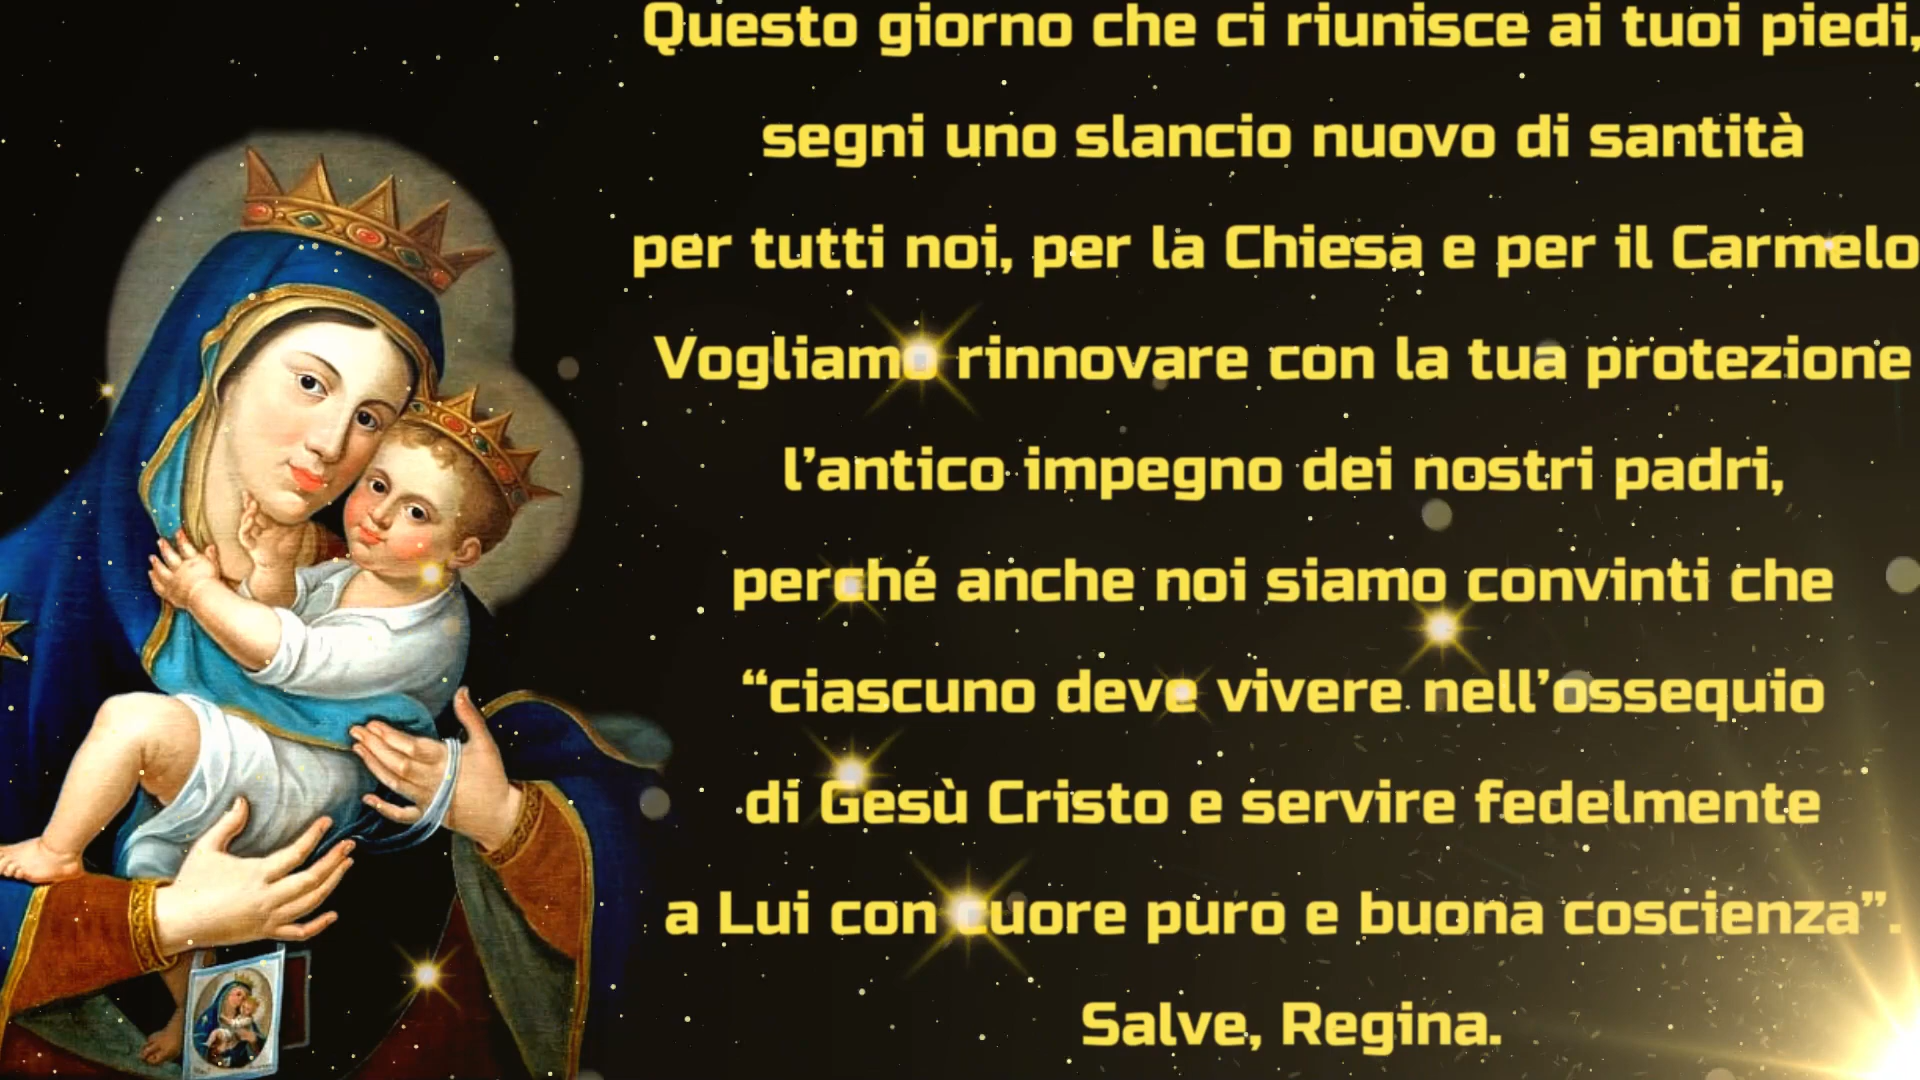 Questo giorno che ci riunisce ai tuoi piedi,
segni uno slancio nuovo di santità
per tutti noi, per la Chiesa e per il Carmelo
Vogliamo rinnovare con la tua protezione
l’antico impegno dei nostri padri,
perché anche noi siamo convinti che
“ciascuno deve vivere nell’ossequio
di Gesù Cristo e servire fedelmente
a Lui con cuore puro e buona coscienza”.
Salve, Regina.